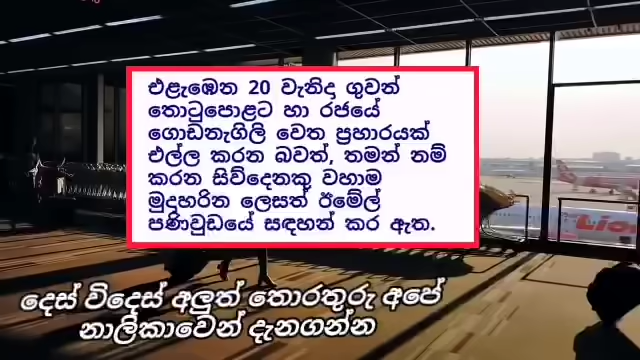 එළැඹෙන 20 වැනිදා ගුවන්
තොටුපොළට හා රජයේ
ගොඩනැගිලි වෙත ප්‍රහාරයක්
එල්ල කරන බවත්, තමන් නම්
කරන සිව්දෙනකු වහාම
මුදාහරින ලෙසත් ඊමේල්
පණිවුඩයේ සඳහන් කර ඇත.
Lion
දෙස් විදෙස් අලුත් තොරතුරු අපේ
නාලිකාවෙන් දැනගන්න